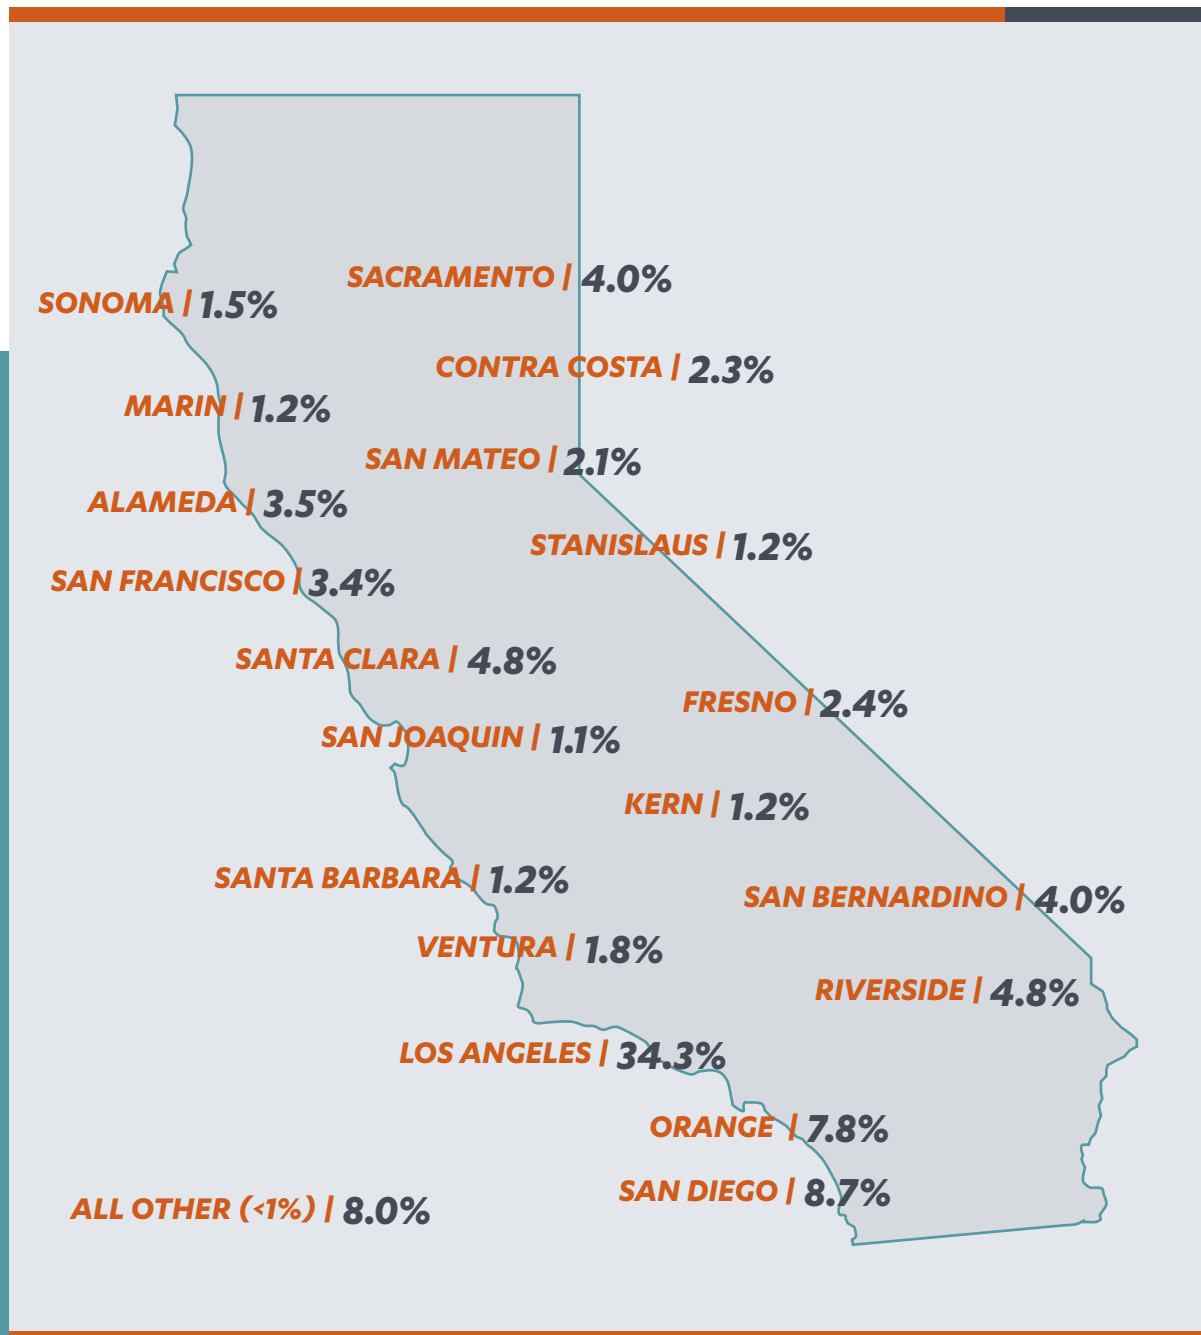 SACRAMENTO | 4.0%
SONOMA | 1.5%
CONTRA COSTA | 2.3%
MARIN | 1.2%
SAN MATEO | 2.1%
ALAMEDA | 3.5%
STANISLAUS | 1.2%
SAN FRANCISCO | 3.4%
SANTA CLARA | 4.8%
FRESNO | 2.4%
SAN JOAQUIN | 1.1%
KERN | 1.2%
SANTA BARBARA | 1.2%
SAN BERNARDINO | 4.0%
VENTURA | 1.8%
RIVERSIDE | 4.8%
LOS ANGELES | 34.3%
ORANGE | 7.8%
SAN DIEGO | 8.7%
ALL OTHER (<1%) | 8.0%